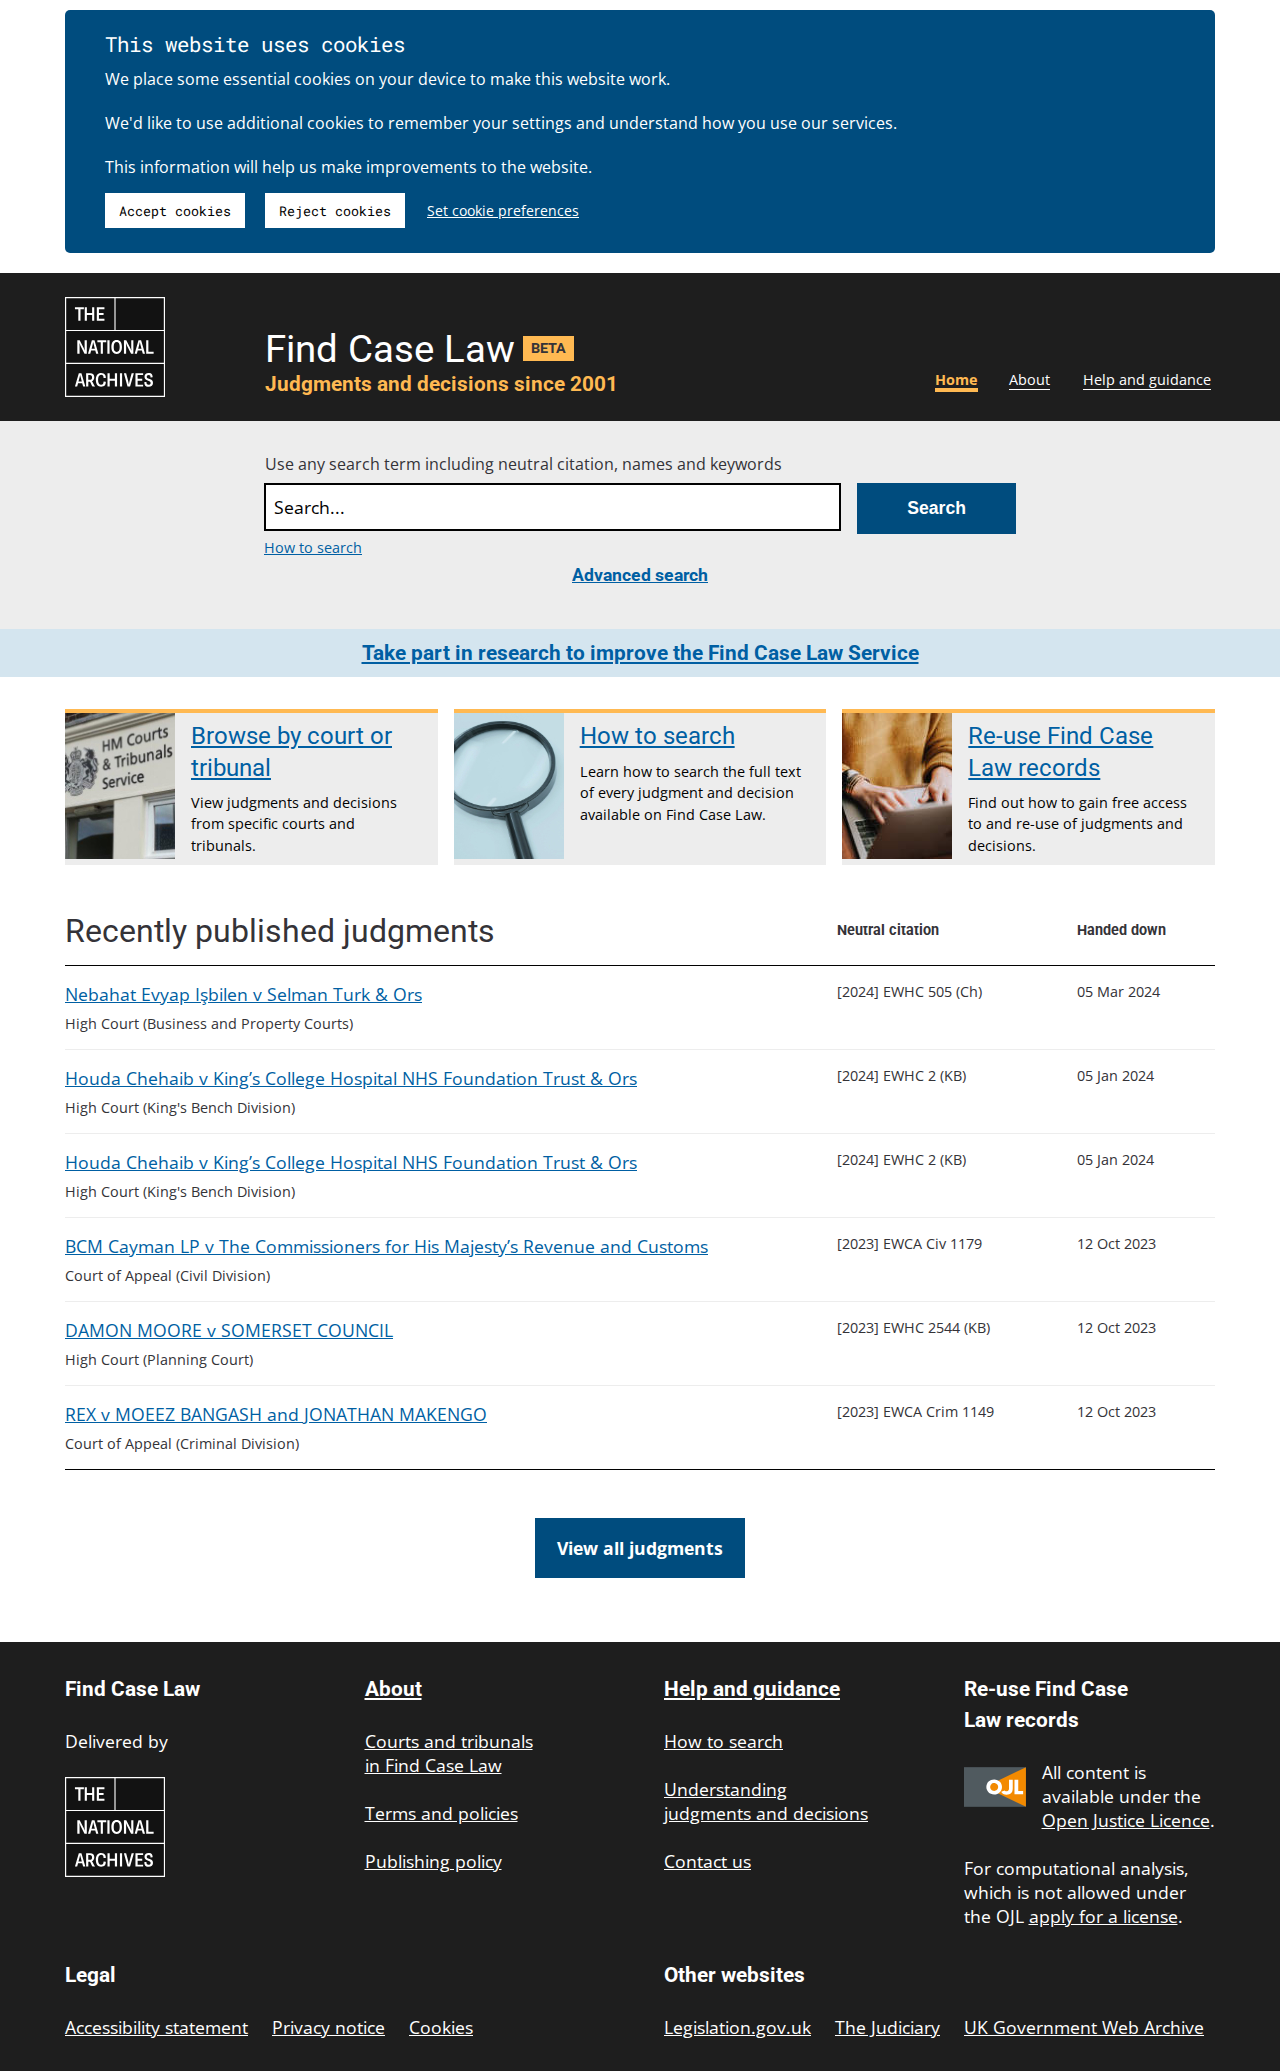 This website uses cookies
We place some essential cookies on your device to make this website work.
We'd like to use additional cookies to remember your settings and understand how you use our services.
This information will help us make improvements to the website.
Accept cookies
Reject cookies
Set cookie preferences
THE
NATIONAL
ARCHIVES
Find Case Law BETA
Judgments and decisions since 2001
Home
About
Help and guidance
Use any search term including neutral citation, names and keywords
Search...
Search
How to search
Advanced search
Take part in research to improve the Find Case Law Service
HM Courts
& Tribunals
Service
Browse by court or
tribunal
View judgments and decisions
from specific courts and
tribunals.
How to search
Learn how to search the full text
of every judgment and decision
available on Find Case Law.
Re-use Find Case
Law records
Find out how to gain free access
to and re-use of judgments and
decisions.
Recently published judgments
Neutral citation
Handed down
Nebahat Evyap Işbilen v Selman Turk & Ors
[2024] EWHC 505 (Ch)
05 Mar 2024
High Court (Business and Property Courts)
Houda Chehaib v King’s College Hospital NHS Foundation Trust & Ors
[2024] EWHC 2 (KB)
05 Jan 2024
High Court (King's Bench Division)
Houda Chehaib v King’s College Hospital NHS Foundation Trust & Ors
[2024] EWHC 2 (KB)
05 Jan 2024
High Court (King's Bench Division)
BCM Cayman LP v The Commissioners for His Majesty’s Revenue and Customs
[2023] EWCA Civ 1179
12 Oct 2023
Court of Appeal (Civil Division)
DAMON MOORE v SOMERSET COUNCIL
[2023] EWHC 2544 (KB)
12 Oct 2023
High Court (Planning Court)
REX v MOEEZ BANGASH and JONATHAN MAKENGO
[2023] EWCA Crim 1149
12 Oct 2023
Court of Appeal (Criminal Division)
View all judgments
Find Case Law
Delivered by
THE
NATIONAL
ARCHIVES
About
Courts and tribunals
in Find Case Law
Terms and policies
Publishing policy
Help and guidance
How to search
Understanding
judgments and decisions
Contact us
Re-use Find Case
Law records
OJL
All content is
available under the
Open Justice Licence.
For computational analysis,
which is not allowed under
the OJL apply for a license.
Legal
Accessibility statement
Privacy notice
Cookies
Other websites
Legislation.gov.uk
The Judiciary
UK Government Web Archive